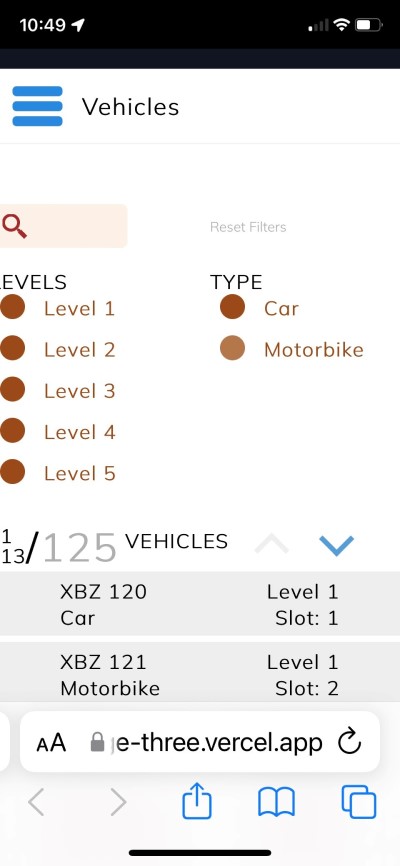 10:49
Vehicles
Reset Filters
EVELS
TYPE
Level 1
Car
Level 2
Motorbike
Level 3
Level 4
Level 5
1
13/125 VEHICLES
XBZ 120
Level 1
Car
Slot: 1
XBZ 121
Level 1
Motorbike
Slot: 2
AA
e-three.vercel.app